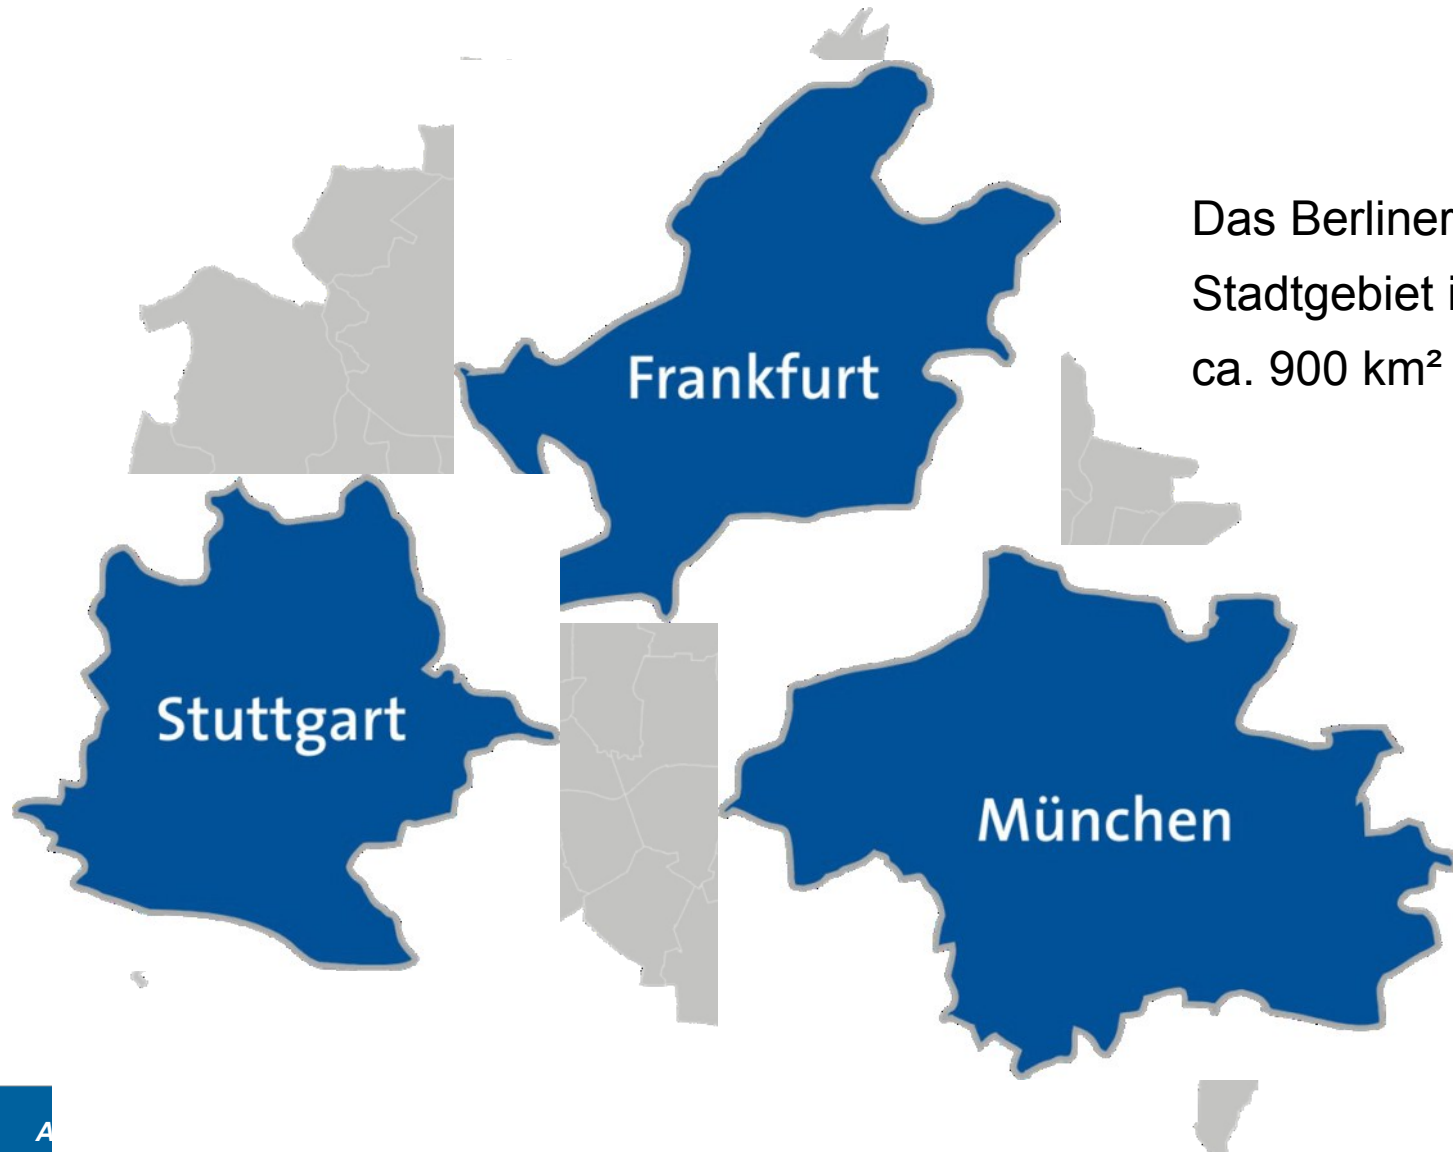 Das Berliner
Stadtgebiet i
ca. 900 km²
Frankfurt
Stuttgart
München
A